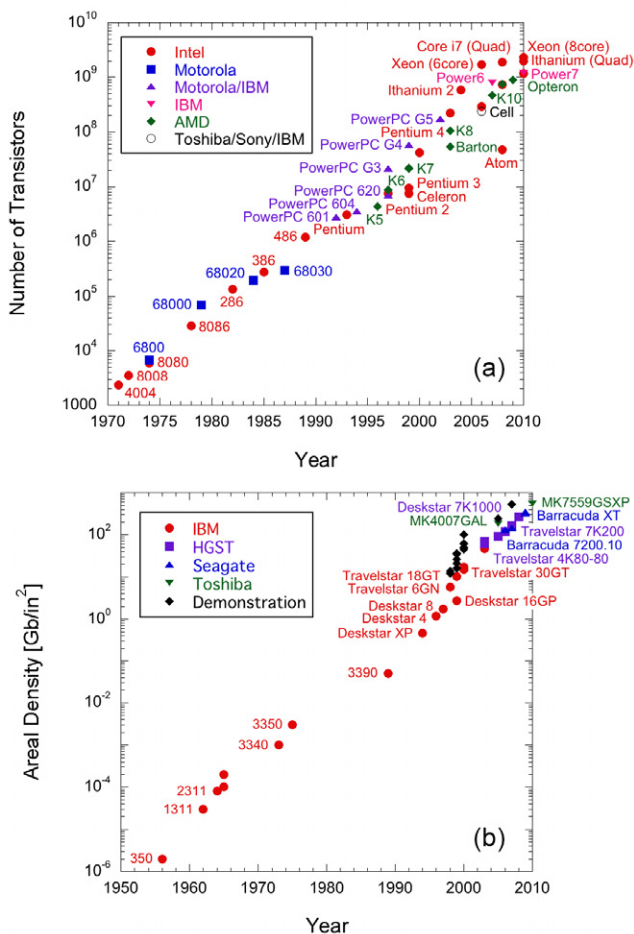 10^10
10^9
10^8
10^7
10^6
10^5
10^4
1000
Number of Transistors
Intel
Motorola
Motorola/IBM
IBM
AMD
Toshiba/Sony/IBM
Core i7 (Quad)
Xeon (8core)
Xeon (6core)
Ithanium (Quad)
Power6
Power7
Ithanium 2
Opteron
K10
PowerPC G5
Cell
Pentium 4
K8
PowerPC G4
Barton
Atom
PowerPC G3
K7
K6
Pentium 3
PowerPC 620
Celeron
PowerPC 604
Pentium 2
PowerPC 601
K5
Pentium
486
386
68020
68030
68000
286
8086
6800
8080
8008
4004
(a)
1970 1975 1980 1985 1990 1995 2000 2005 2010
Year
10^2
10^0
10^-2
10^-4
10^-6
Areal Density [Gb/in^2]
IBM
HGST
Seagate
Toshiba
Demonstration
Deskstar 7K1000
MK7559GSXP
MK4007GAL
Barracuda XT
Travelstar 7K200
Barracuda 7200.10
Travelstar 4K80-80
Travelstar 18GT
Travelstar 30GT
Travelstar 6GN
Deskstar 8
Deskstar 16GP
Deskstar 4
Deskstar XP
3390
3350
3340
2311
1311
350
(b)
1950 1960 1970 1980 1990 2000 2010
Year